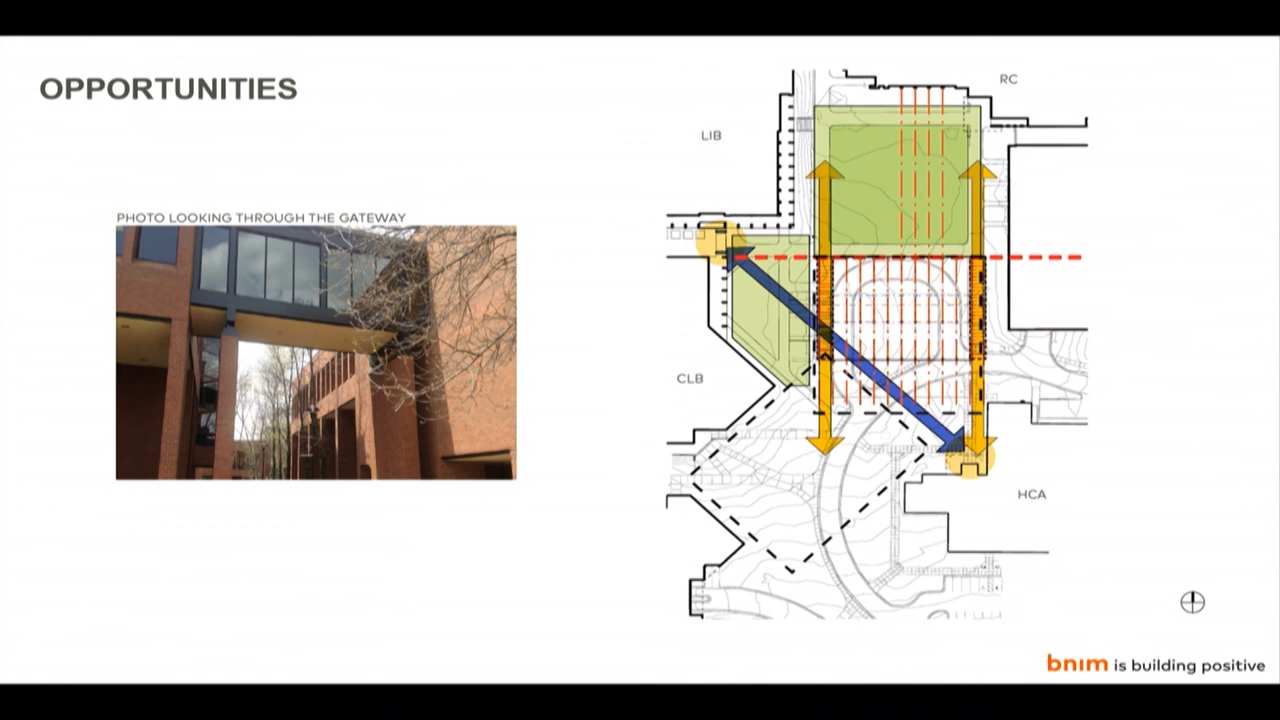 OPPORTUNITIES
PHOTO LOOKING THROUGH THE GATEWAY
RC
LIB
CLB
HCA
bnim is building positive